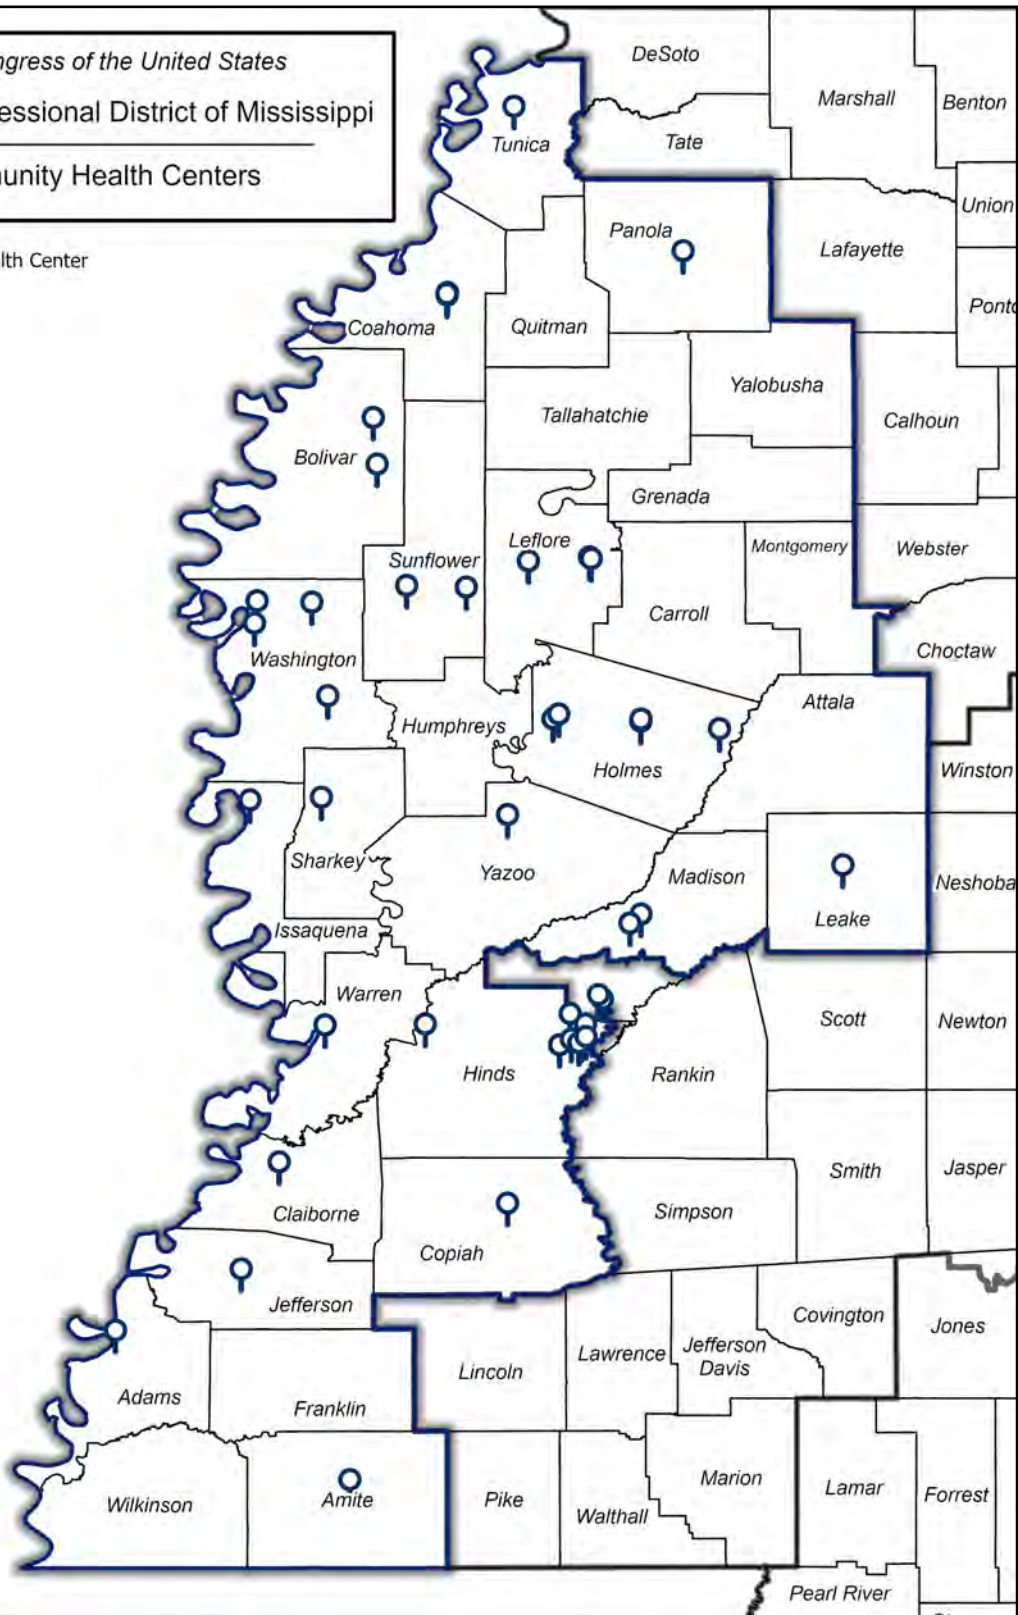 ngress of the United States
essional District of Mississippi
unity Health Centers
lth Center
DeSoto
Marshall
Benton
Tunica
Tate
Union
Panola
Lafayette
Coahoma
Quitman
Yalobusha
Tallahatchie
Calhoun
Bolivar
Grenada
Leflore
Montgomery
Webster
Sunflower
Carroll
Choctaw
Washington
Attala
Humphreys
Holmes
Winston
Sharkey
Yazoo
Madison
Neshoba
Leake
Issaquena
Warren
Scott
Newton
Hinds
Rankin
Smith
Jasper
Claiborne
Simpson
Copiah
Jefferson
Covington
Jones
Lawrence
Jefferson
Davis
Lincoln
Adams
Franklin
Marion
Lamar
Forrest
Wilkinson
Amite
Pike
Walthall
Pearl River